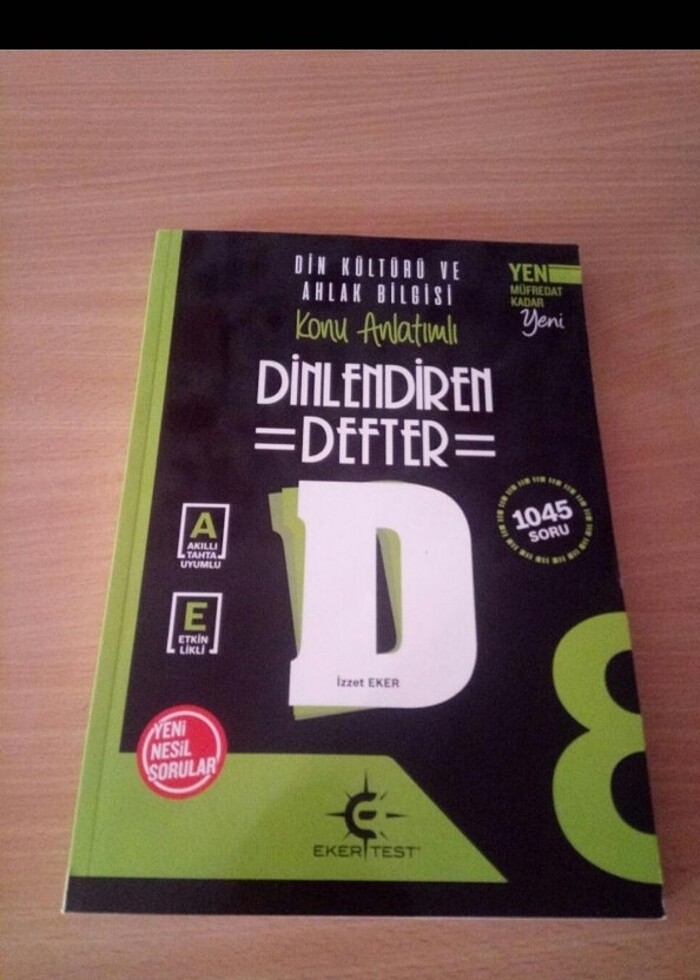 DİN KÜLTÜRÜ VE
AHLAK BİLGİSİ
Konu Anlatımlı
YEN
MÜFREDAT
KADAR
Yeni
DİNLENDİREN
DEFTER
D
İzzet EKER
1045
SORU
A
AKILLI
TAHTA
UYUMLU
E
ETKİN
LİKLİ
YENİ
NESİL
SORULAR
8
EKER TEST